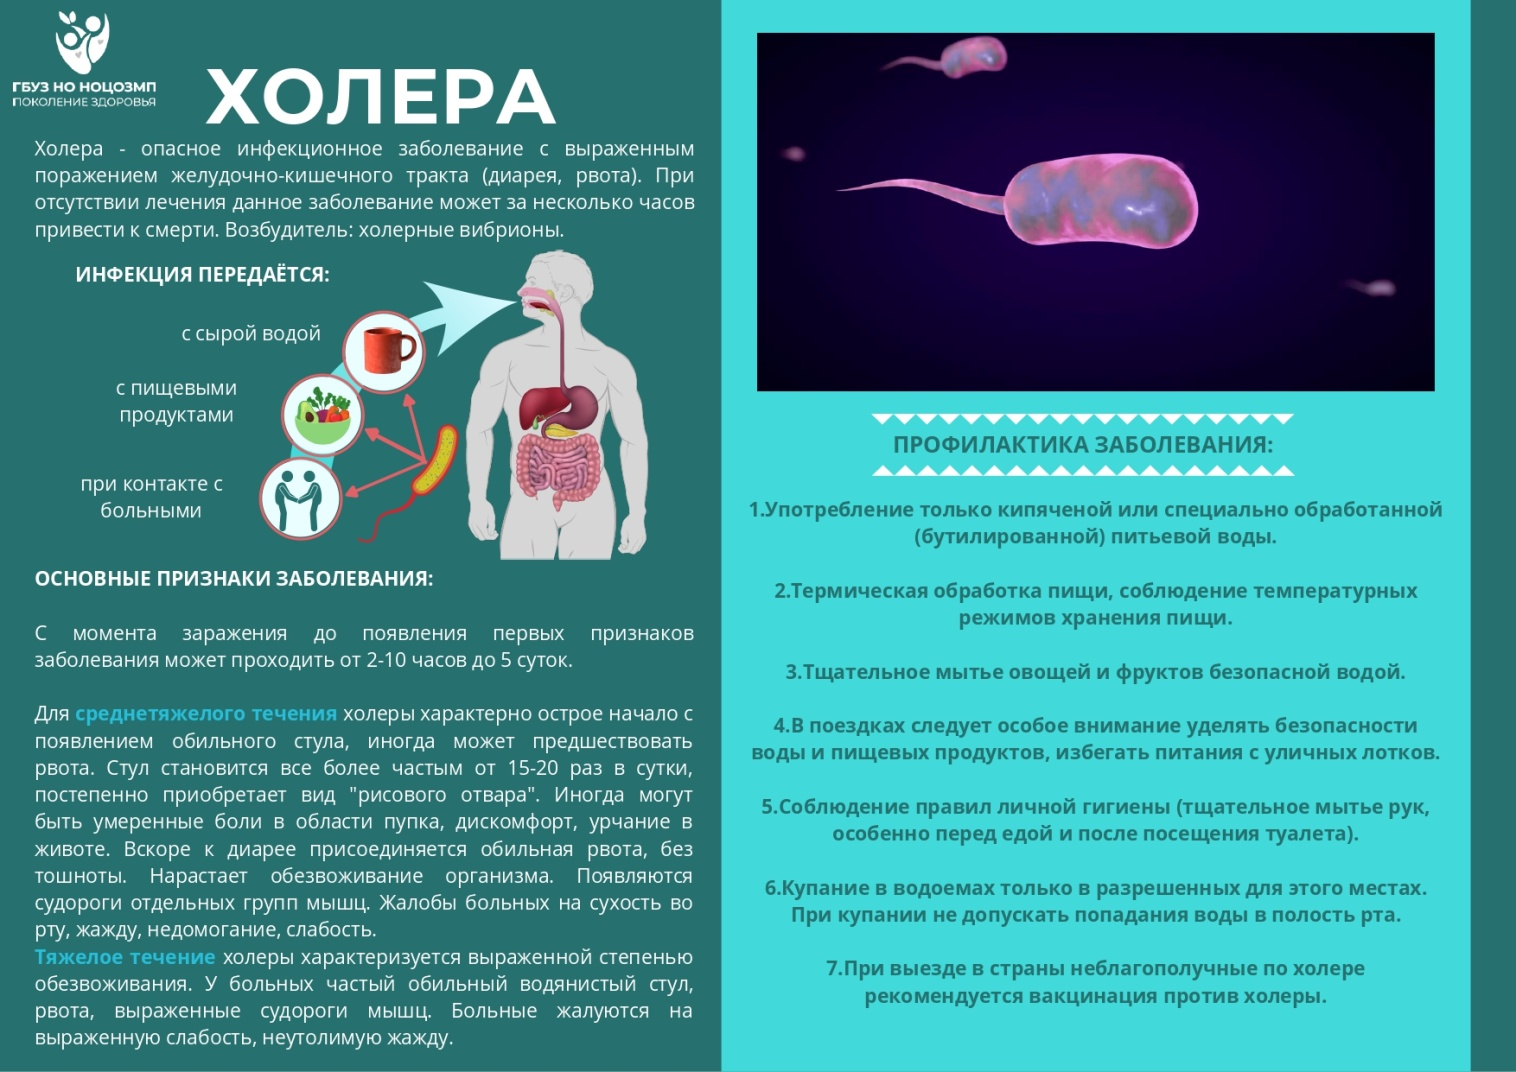 ГБУЗ НО НОЦОЗМП
ПОКОЛЕНИЕ ЗДОРОВЬЯ
ХОЛЕРА
Холера - опасное инфекционное заболевание с выраженным
поражением желудочно-кишечного тракта (диарея, рвота). При
отсутствии лечения данное заболевание может за несколько часов
привести к смерти. Возбудитель: холерные вибрионы.
ИНФЕКЦИЯ ПЕРЕДАЁТСЯ:
с сырой водой
с пищевыми
продуктами
при контакте с
больными
ОСНОВНЫЕ ПРИЗНАКИ ЗАБОЛЕВАНИЯ:
С момента заражения до появления первых признаков
заболевания может проходить от 2-10 часов до 5 суток.
Для среднетяжелого течения холеры характерно острое начало с
появлением обильного стула, иногда может предшествовать
рвота. Стул становится все более частым от 15-20 раз в сутки,
постепенно приобретает вид "рисового отвара". Иногда могут
быть умеренные боли в области пупка, дискомфорт, урчание в
животе. Вскоре к диарее присоединяется обильная рвота, без
тошноты. Нарастает обезвоживание организма. Появляются
судороги отдельных групп мышц. Жалобы больных на сухость во
рту, жажду, недомогание, слабость.
Тяжелое течение холеры характеризуется выраженной степенью
обезвоживания. У больных частый обильный водянистый стул,
рвота, выраженные судороги мышц. Больные жалуются на
выраженную слабость, неутолимую жажду.
ПРОФИЛАКТИКА ЗАБОЛЕВАНИЯ:
1.Употребление только кипяченой или специально обработанной
(бутилированной) питьевой воды.
2.Термическая обработка пищи, соблюдение температурных
режимов хранения пищи.
3.Тщательное мытье овощей и фруктов безопасной водой.
4.В поездках следует особое внимание уделять безопасности
воды и пищевых продуктов, избегать питания с уличных лотков.
5.Соблюдение правил личной гигиены (тщательное мытье рук,
особенно перед едой и после посещения туалета).
6.Купание в водоемах только в разрешенных для этого местах.
При купании не допускать попадания воды в полость рта.
7.При выезде в страны неблагополучные по холере
рекомендуется вакцинация против холеры.